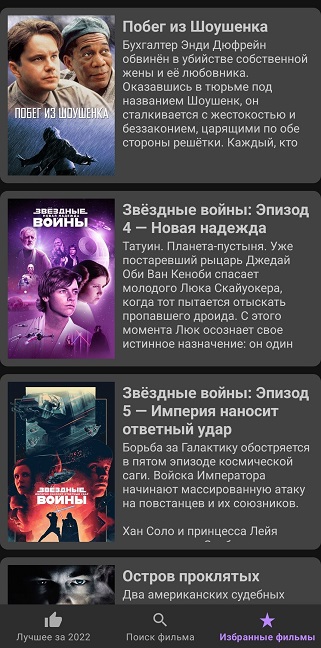 Побег из Шоушенка
Бухгалтер Энди Дюфрейн
обвинён в убийстве собственной
жены и её любовника.
Оказавшись в тюрьме под
названием Шоушенк, он
сталкивается с жестокостью и
беззаконием, царящими по обе
стороны решётки. Каждый, кто
ПОБЕГ ИЗ ШОУШЕНКА
Звёздные войны: Эпизод
4 — Новая надежда
Татуин. Планета-пустыня. Уже
постаревший рыцарь Джедай
Оби Ван Кеноби спасает
молодого Люка Скайуокера,
когда тот пытается отыскать
пропавшего дроида. С этого
момента Люк осознает свое
истинное назначение: он один
ЗВЁЗДНЫЕ
НОВАЯ НАДЕЖДА
ВОЙНЫ
Звёздные войны: Эпизод
5 — Империя наносит
ответный удар
Борьба за Галактику обостряется
в пятом эпизоде космической
саги. Войска Императора
начинают массированную атаку
на повстанцев и их союзников.
Хан Соло и принцесса Лейя
ЗВЁЗДНЫЕ
ВОЙНЫ
Остров проклятых
Два американских судебных
Лучшее за 2022
Поиск фильма
Избранные фильмы